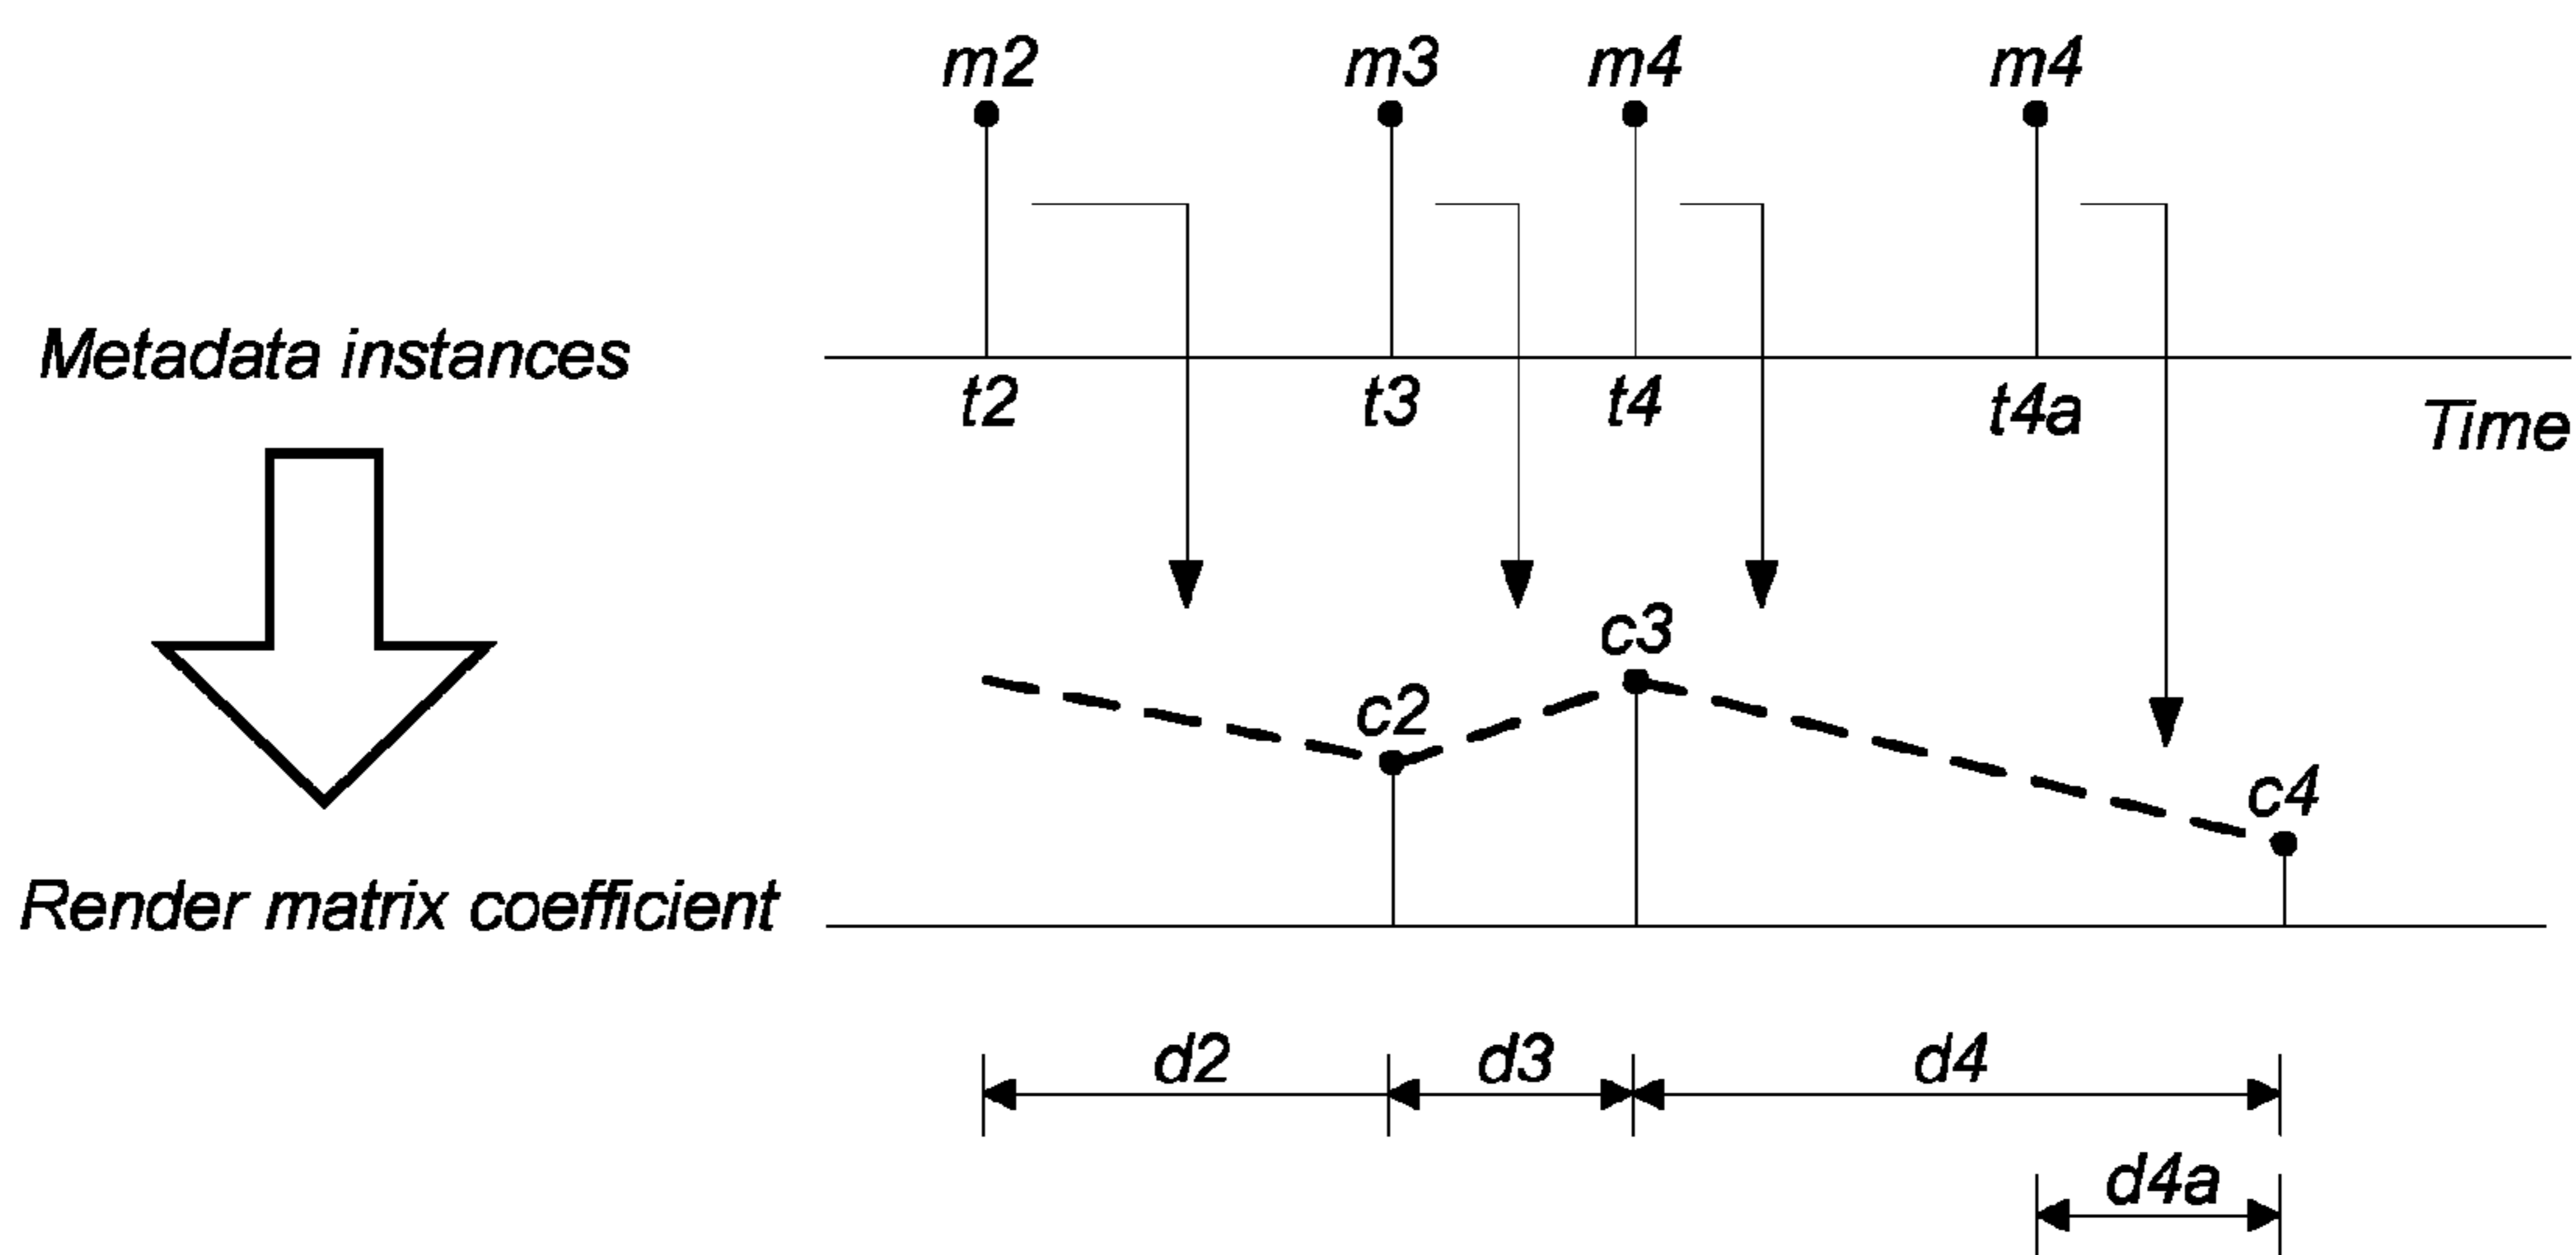 m2 m3 m4 m4
Metadata instances
t2 t3 t4 t4a Time
c3
c2
c4
Render matrix coefficient
d2 d3 d4
d4a